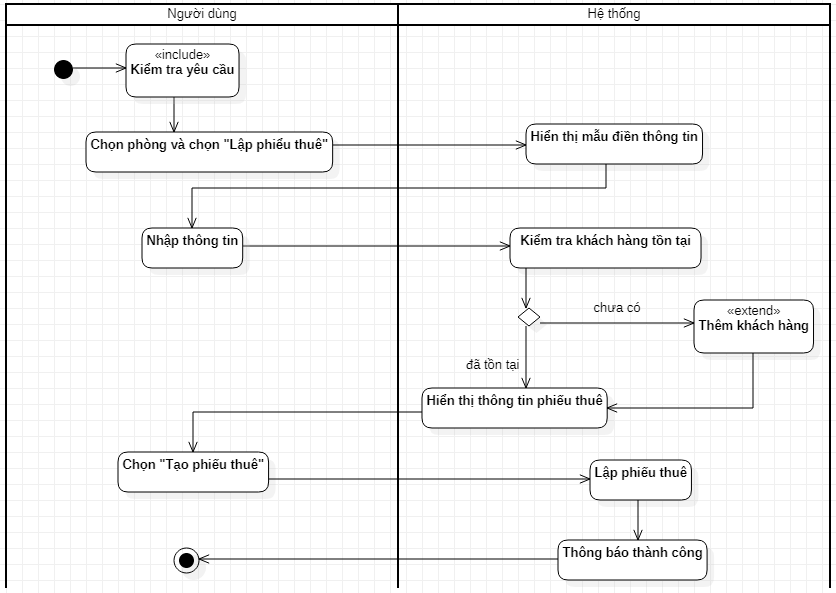 Người dùng
Hệ thống
«include»
Kiểm tra yêu cầu
Chọn phòng và chọn "Lập phiếu thuê"
Hiển thị mẫu điền thông tin
Nhập thông tin
Kiểm tra khách hàng tồn tại
chưa có
«extend»
Thêm khách hàng
đã tồn tại
Hiển thị thông tin phiếu thuê
Chọn "Tạo phiếu thuê"
Lập phiếu thuê
Thông báo thành công